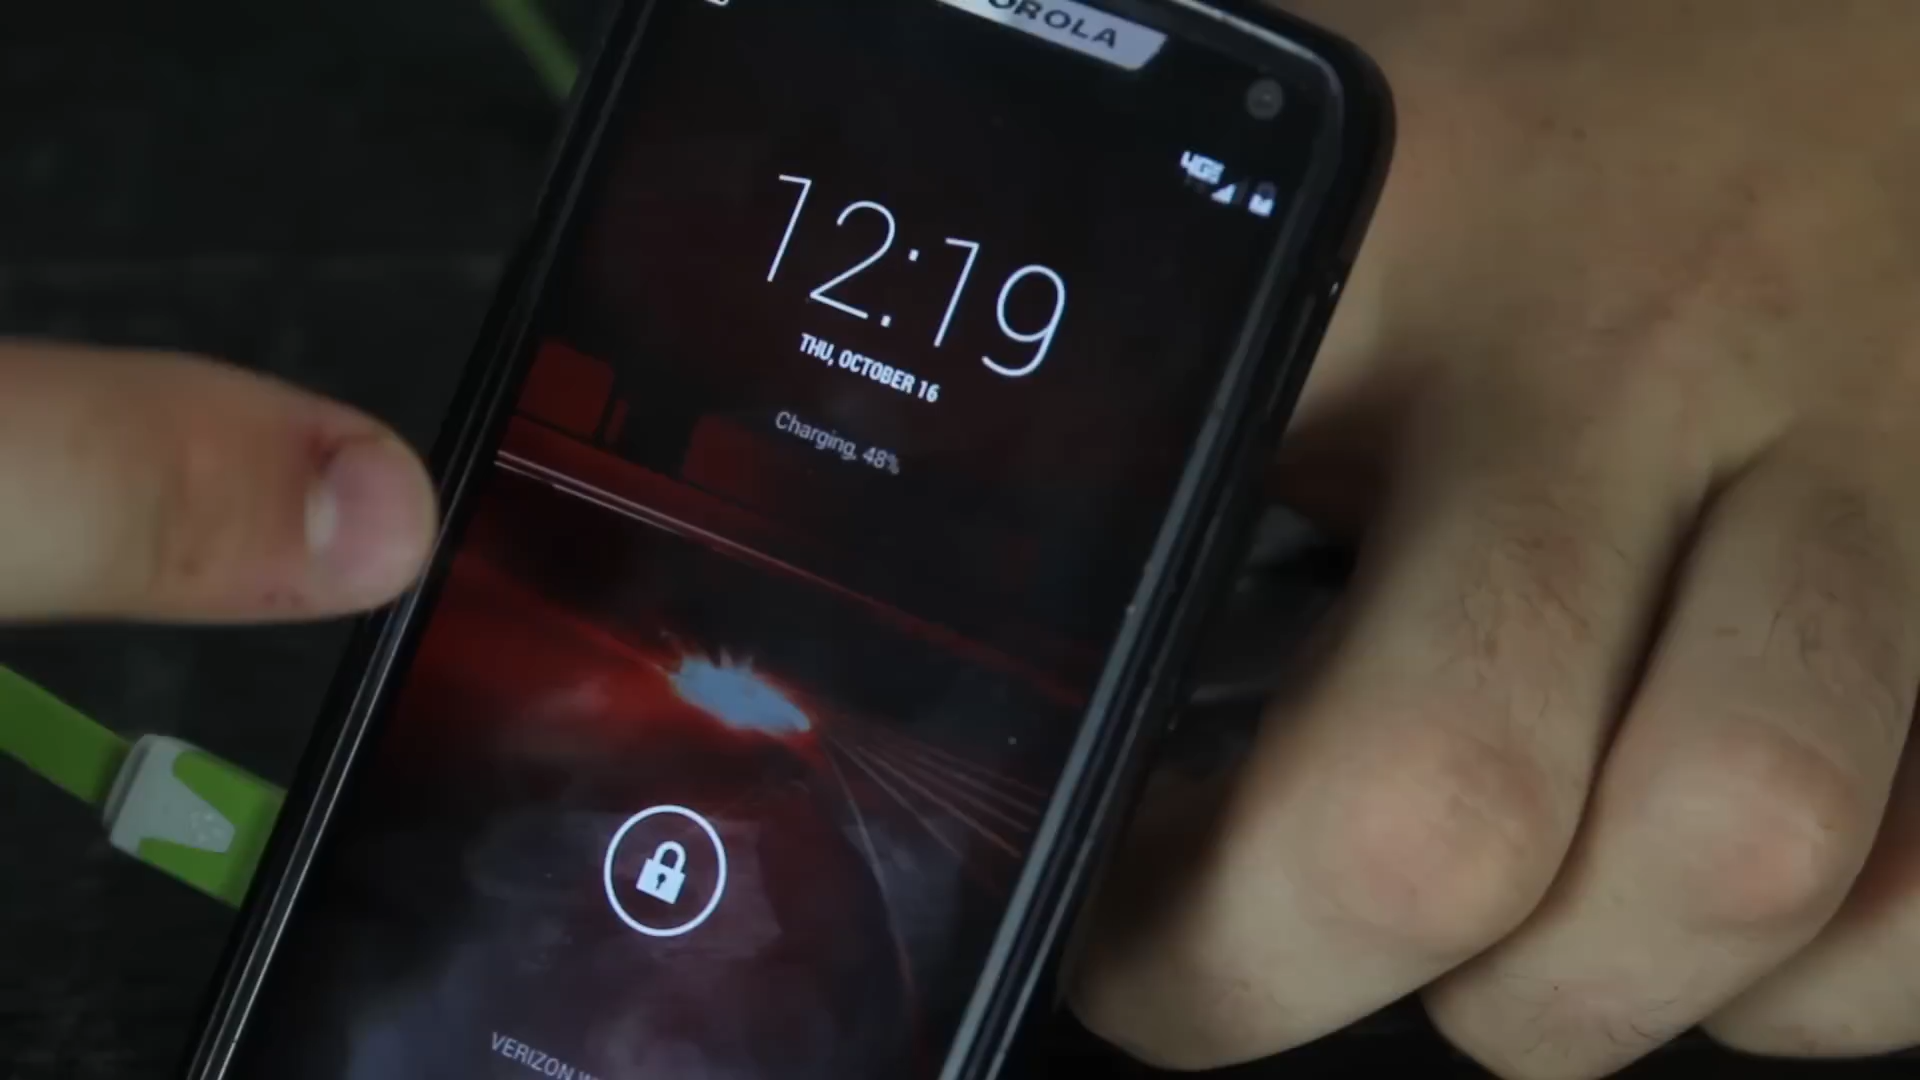 OROLA
4G
12:19
THU, OCTOBER 16
Charging, 48%
VERIZON